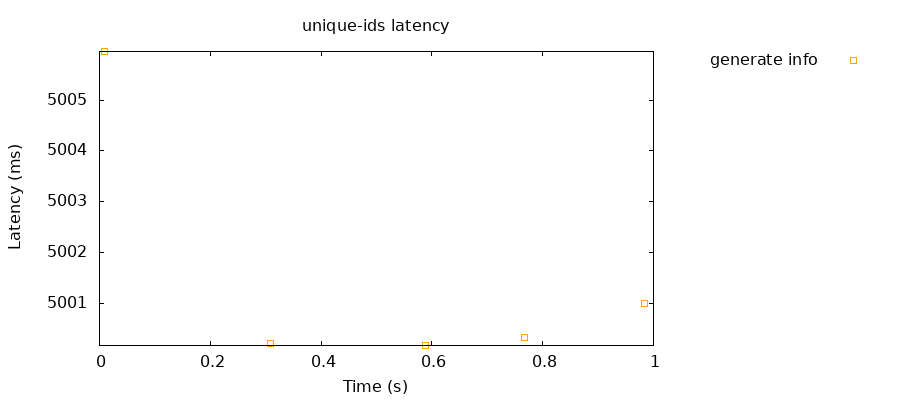 unique-ids latency
generate info
5005
5004
5003
5002
5001
Latency (ms)
0 0.2 0.4 0.6 0.8 1
Time (s)